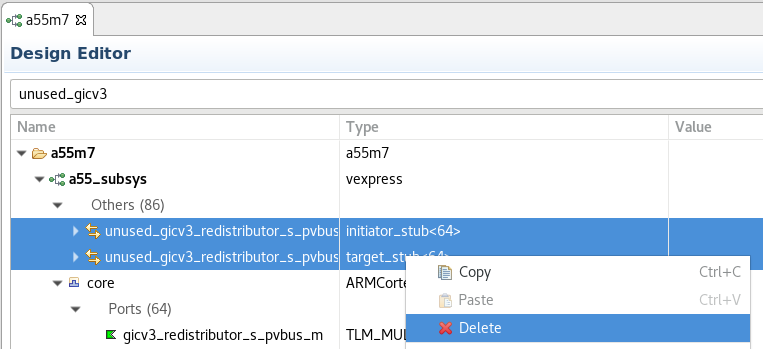 a55m7
Design Editor
unused_gicv3
Name Type Value
a55m7 a55m7
a55_subsys vexpress
Others (86)
unused_gicv3_redistributor_s_pvbus initiator_stub<64>
unused_gicv3_redistributor_s_pvbus target_stub<64>
core ARMCorte
Ports (64)
gicv3_redistributor_s_pvbus_m TLM_MUL
Copy Ctrl+C
Paste Ctrl+V
Delete